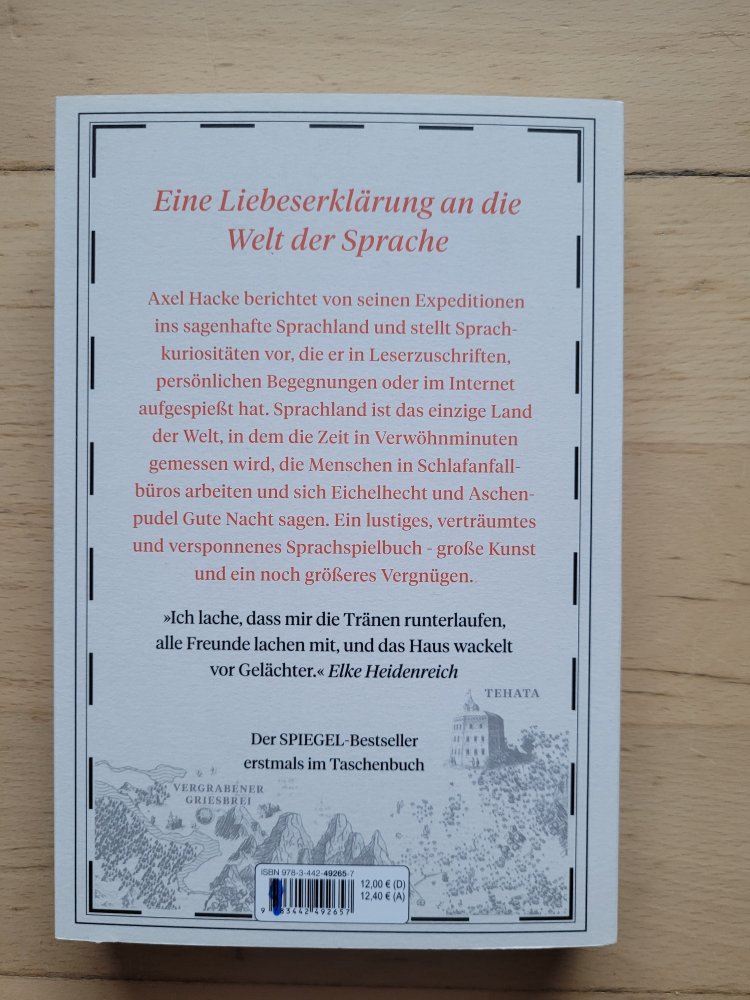 Eine Liebeserklärung an die
Welt der Sprache
Axel Hacke berichtet von seinen Expeditionen
ins sagenhafte Sprachland und stellt Sprach-
kuriositäten vor, die er in Leserzuschriften,
persönlichen Begegnungen oder im Internet
aufgespießt hat. Sprachland ist das einzige Land
der Welt, in dem die Zeit in Verwöhnminuten
gemessen wird, die Menschen in Schlafanfall-
büros arbeiten und sich Eichelhecht und Aschen-
pudel Gute Nacht sagen. Ein lustiges, verträumtes
und versponnenes Sprachspielbuch - große Kunst
und ein noch größeres Vergnügen.
»Ich lache, dass mir die Tränen runterlaufen,
alle Freunde lachen mit, und das Haus wackelt
vor Gelächter.« Elke Heidenreich
TEHATA
Der SPIEGEL-Bestseller
erstmals im Taschenbuch
VERGRABENER
GRIESBREI
ISBN 978-3-442-49265-7
12,00 € (D)
12,40 € (A)
9 783442 492657